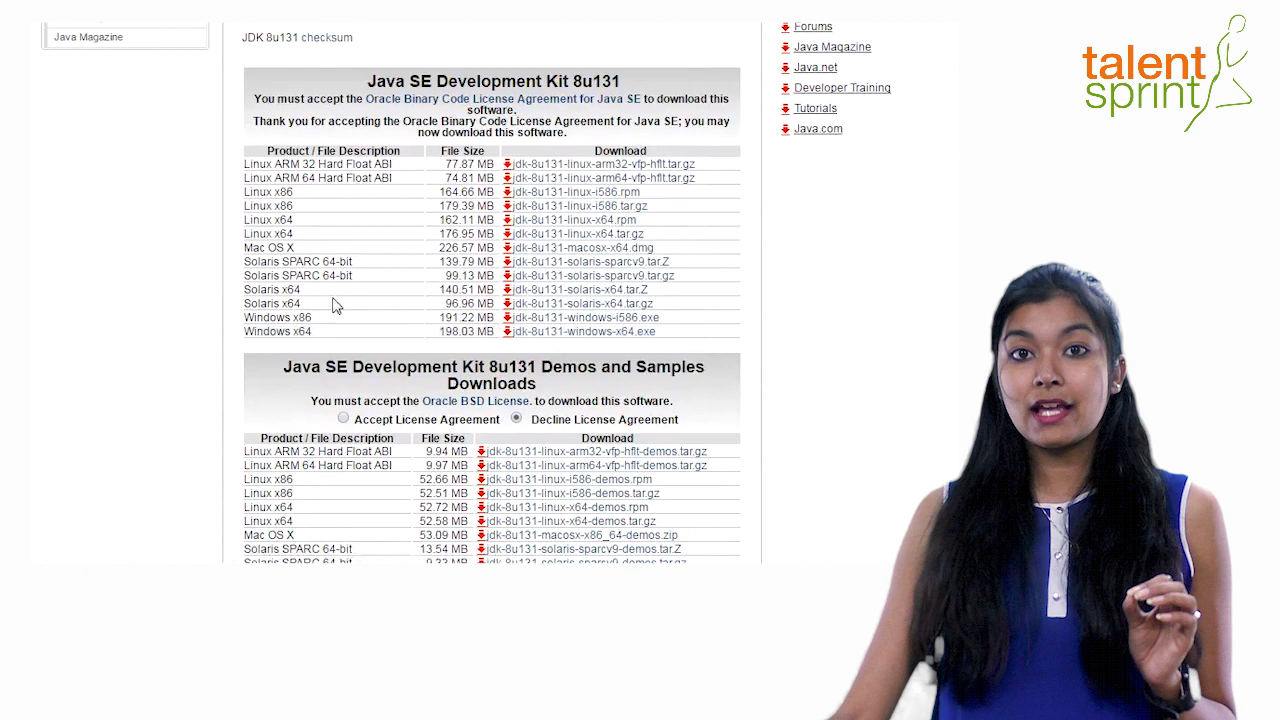 Java Magazine
JDK 8u131 checksum
Java SE Development Kit 8u131
You must accept the Oracle Binary Code License Agreement for Java SE to download this
software.
Thank you for accepting the Oracle Binary Code License Agreement for Java SE; you may
now download this software.
Product / File Description File Size Download
Linux ARM 32 Hard Float ABI 77.87 MB jdk-8u131-linux-arm32-vfp-hflt.tar.gz
Linux ARM 64 Hard Float ABI 74.81 MB jdk-8u131-linux-arm64-vfp-hflt.tar.gz
Linux x86 164.66 MB jdk-8u131-linux-i586.rpm
Linux x86 179.39 MB jdk-8u131-linux-i586.tar.gz
Linux x64 162.11 MB jdk-8u131-linux-x64.rpm
Linux x64 176.95 MB jdk-8u131-linux-x64.tar.gz
Mac OS X 226.57 MB jdk-8u131-macosx-x64.dmg
Solaris SPARC 64-bit 139.79 MB jdk-8u131-solaris-sparcv9.tar.Z
Solaris SPARC 64-bit 99.13 MB jdk-8u131-solaris-sparcv9.tar.gz
Solaris x64 140.51 MB jdk-8u131-solaris-x64.tar.Z
Solaris x64 96.96 MB jdk-8u131-solaris-x64.tar.gz
Windows x86 191.22 MB jdk-8u131-windows-i586.exe
Windows x64 198.03 MB jdk-8u131-windows-x64.exe
Java SE Development Kit 8u131 Demos and Samples
Downloads
You must accept the Oracle BSD License. to download this software.
Accept License Agreement Decline License Agreement
Product / File Description File Size Download
Linux ARM 32 Hard Float ABI 9.94 MB jdk-8u131-linux-arm32-vfp-hflt-demos.tar.gz
Linux ARM 64 Hard Float ABI 9.97 MB jdk-8u131-linux-arm64-vfp-hflt-demos.tar.gz
Linux x86 52.66 MB jdk-8u131-linux-i586-demos.rpm
Linux x86 52.51 MB jdk-8u131-linux-i586-demos.tar.gz
Linux x64 52.72 MB jdk-8u131-linux-x64-demos.rpm
Linux x64 52.58 MB jdk-8u131-linux-x64-demos.tar.gz
Mac OS X 53.09 MB jdk-8u131-macosx-x86_64-demos.zip
Solaris SPARC 64-bit 13.54 MB jdk-8u131-solaris-sparcv9-demos.tar.Z
Solaris SPARC 64-bit 9.33 MB jdk-8u131-solaris-sparcv9-demos.tar.gz
Forums
Java Magazine
Java.net
Developer Training
Tutorials
Java.com
talent
sprint